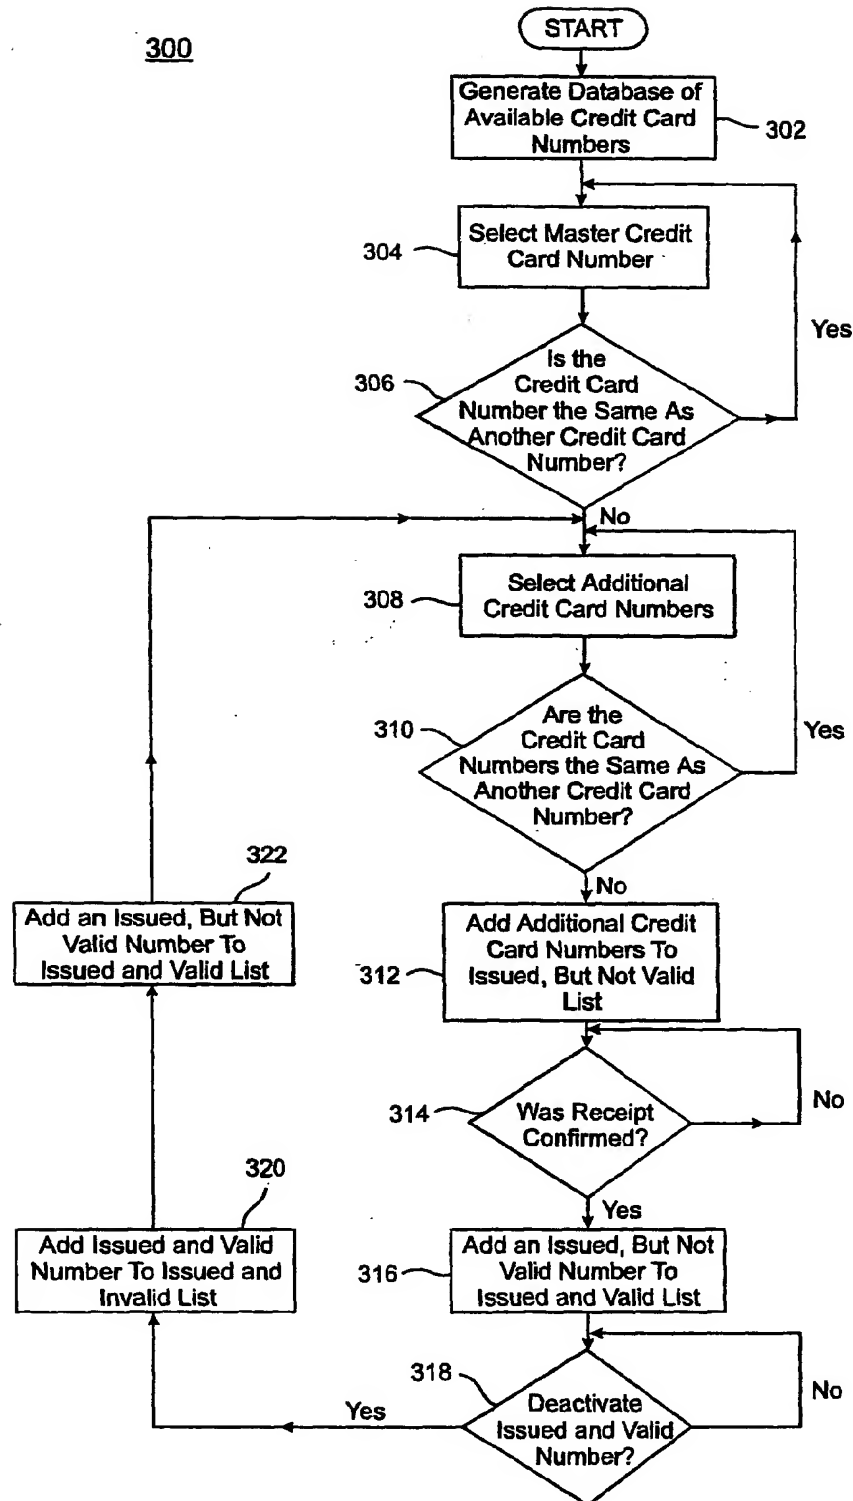 300
START
Generate Database of
Available Credit Card
Numbers
302
Select Master Credit
Card Number
304
Yes
Is the
Credit Card
Number the Same As
Another Credit Card
Number?
306
No
Select Additional
Credit Card Numbers
308
Are the
Credit Card
Numbers the Same As
Another Credit Card
Number?
310
Yes
No
322
Add an Issued, But Not
Valid Number To
Issued and Valid List
Add Additional Credit
Card Numbers To
Issued, But Not Valid
List
312
Was Receipt
Confirmed?
314
No
Yes
320
Add Issued and Valid
Number To Issued and
Invalid List
Add an Issued, But Not
Valid Number To
Issued and Valid List
316
318
Deactivate
Issued and Valid
Number?
No
Yes